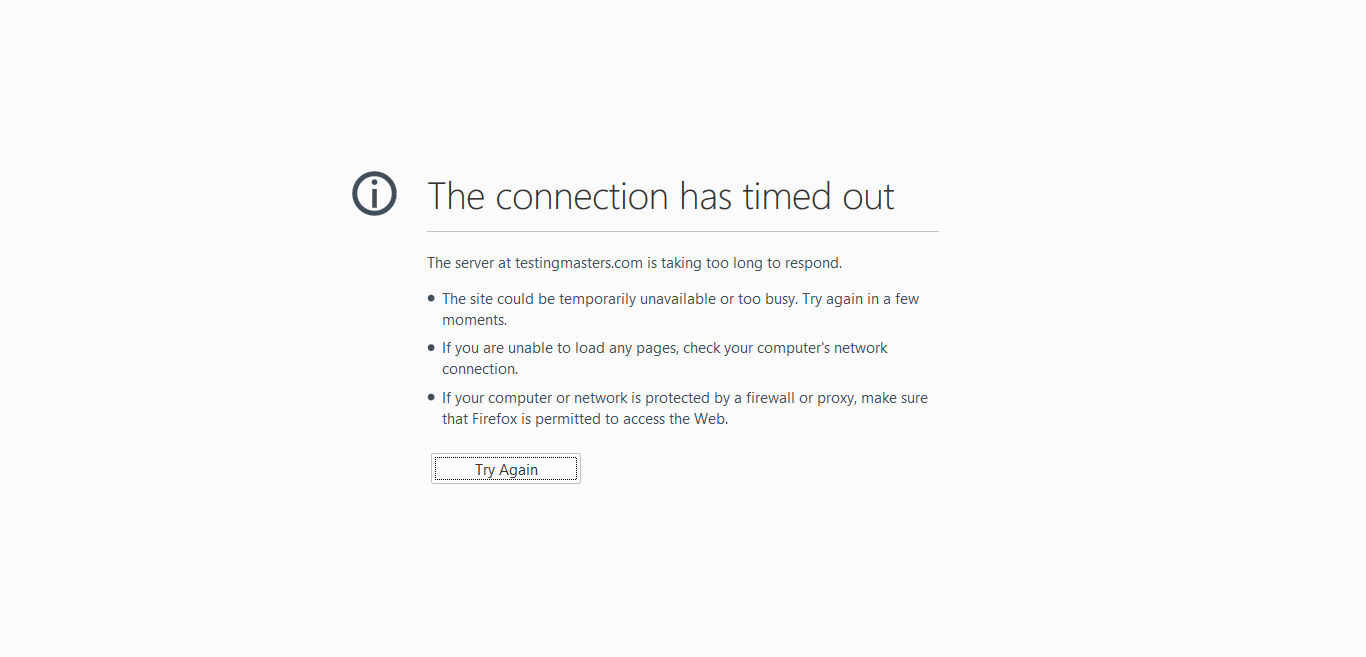 The connection has timed out
The server at testingmasters.com is taking too long to respond.
The site could be temporarily unavailable or too busy. Try again in a few
moments.
If you are unable to load any pages, check your computer's network
connection.
If your computer or network is protected by a firewall or proxy, make sure
that Firefox is permitted to access the Web.
Try Again